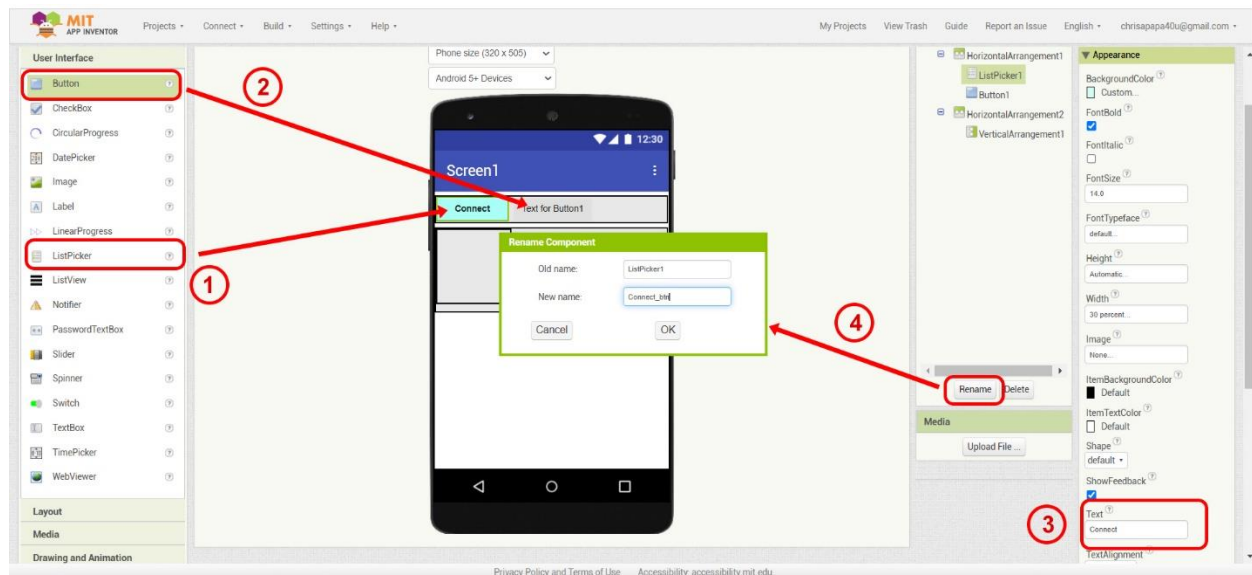 MIT
APP INVENTOR
Projects
Connect
Build
Settings
Help
My Projects
View Trash
Guide
Report an Issue
English
chrisapapa40u@gmail.com
User Interface
Button
CheckBox
CircularProgress
DatePicker
Image
Label
LinearProgress
ListPicker
ListView
Notifier
PasswordTextBox
Slider
Spinner
Switch
TextBox
TimePicker
WebViewer
Layout
Media
Drawing and Animation
1
2
Phone size (320 x 505)
Android 5+ Devices
12:30
Screen1
Connect
Text for Button1
Rename Component
Old name:
ListPicker1
New name:
Connect_btn
Cancel
OK
4
HorizontalArrangement1
ListPicker1
Button1
HorizontalArrangement2
VerticalArrangement1
Rename
Delete
Media
Upload File ...
3
Appearance
BackgroundColor
Custom...
FontBold
FontItalic
FontSize
14.0
FontTypeface
default...
Height
Automatic...
Width
30 percent...
Image
None...
ItemBackgroundColor
Default
ItemTextColor
Default
Shape
default
ShowFeedback
Text
Connect
TextAlignment
Privacy Policy and Terms of Use
Accessibility: accessibility.mit.edu